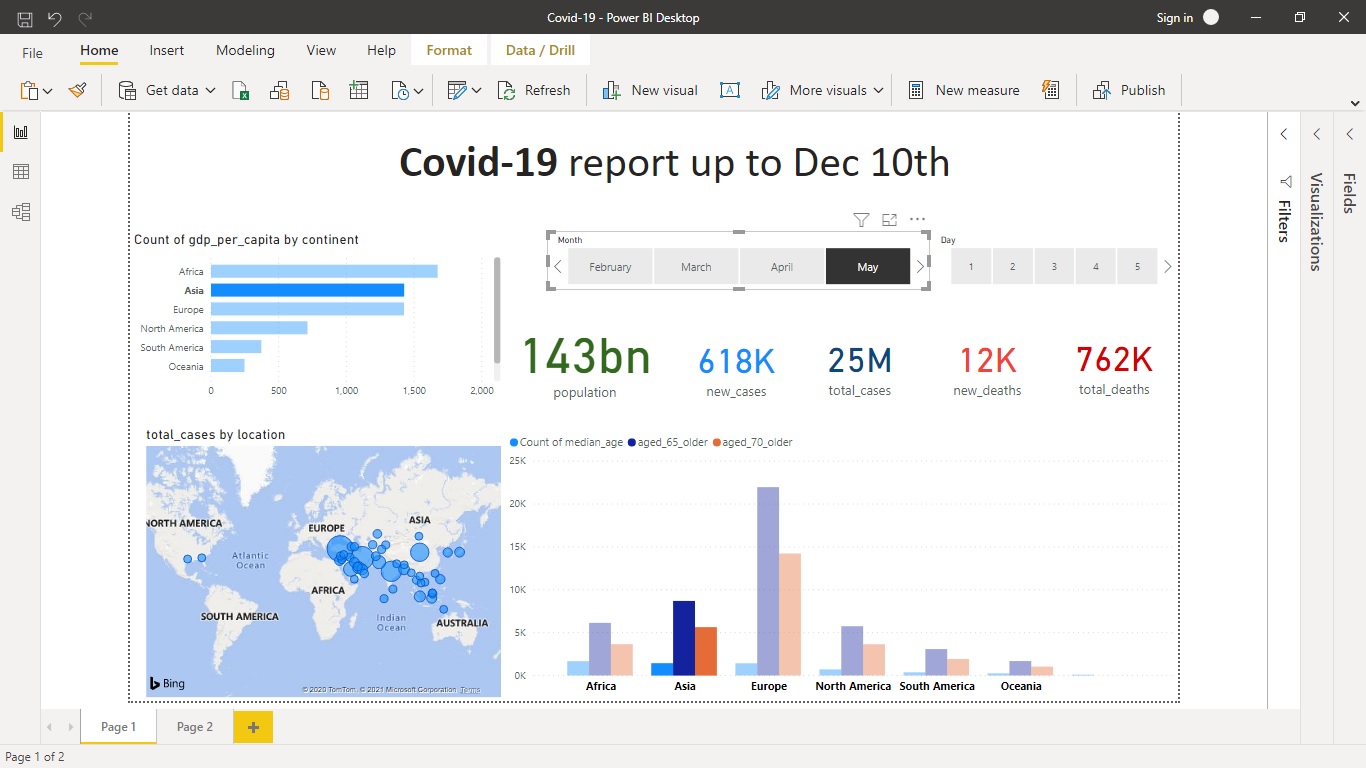 Covid-19 - Power BI Desktop
Sign in
File Home Insert Modeling View Help Format Data / Drill
Get data Refresh New visual A More visuals New measure Publish
Covid-19 report up to Dec 10th
Count of gdp_per_capita by continent
Africa
Asia
Europe
North America
South America
Oceania
0 500 1,000 1,500 2,000
Month
February March April May
Day
1 2 3 4 5
143bn
population
618K
new_cases
25M
total_cases
12K
new_deaths
762K
total_deaths
total_cases by location
NORTH AMERICA
EUROPE
ASIA
Atlantic
Ocean
AFRICA
SOUTH AMERICA
Indian
Ocean
AUSTRALIA
Bing
© 2020 TomTom, © 2021 Microsoft Corporation Terms
Count of median_age aged_65_older aged_70_older
25K
20K
15K
10K
5K
0K
Africa Asia Europe North America South America Oceania
Filters
Visualizations
Fields
Page 1 Page 2 +
Page 1 of 2